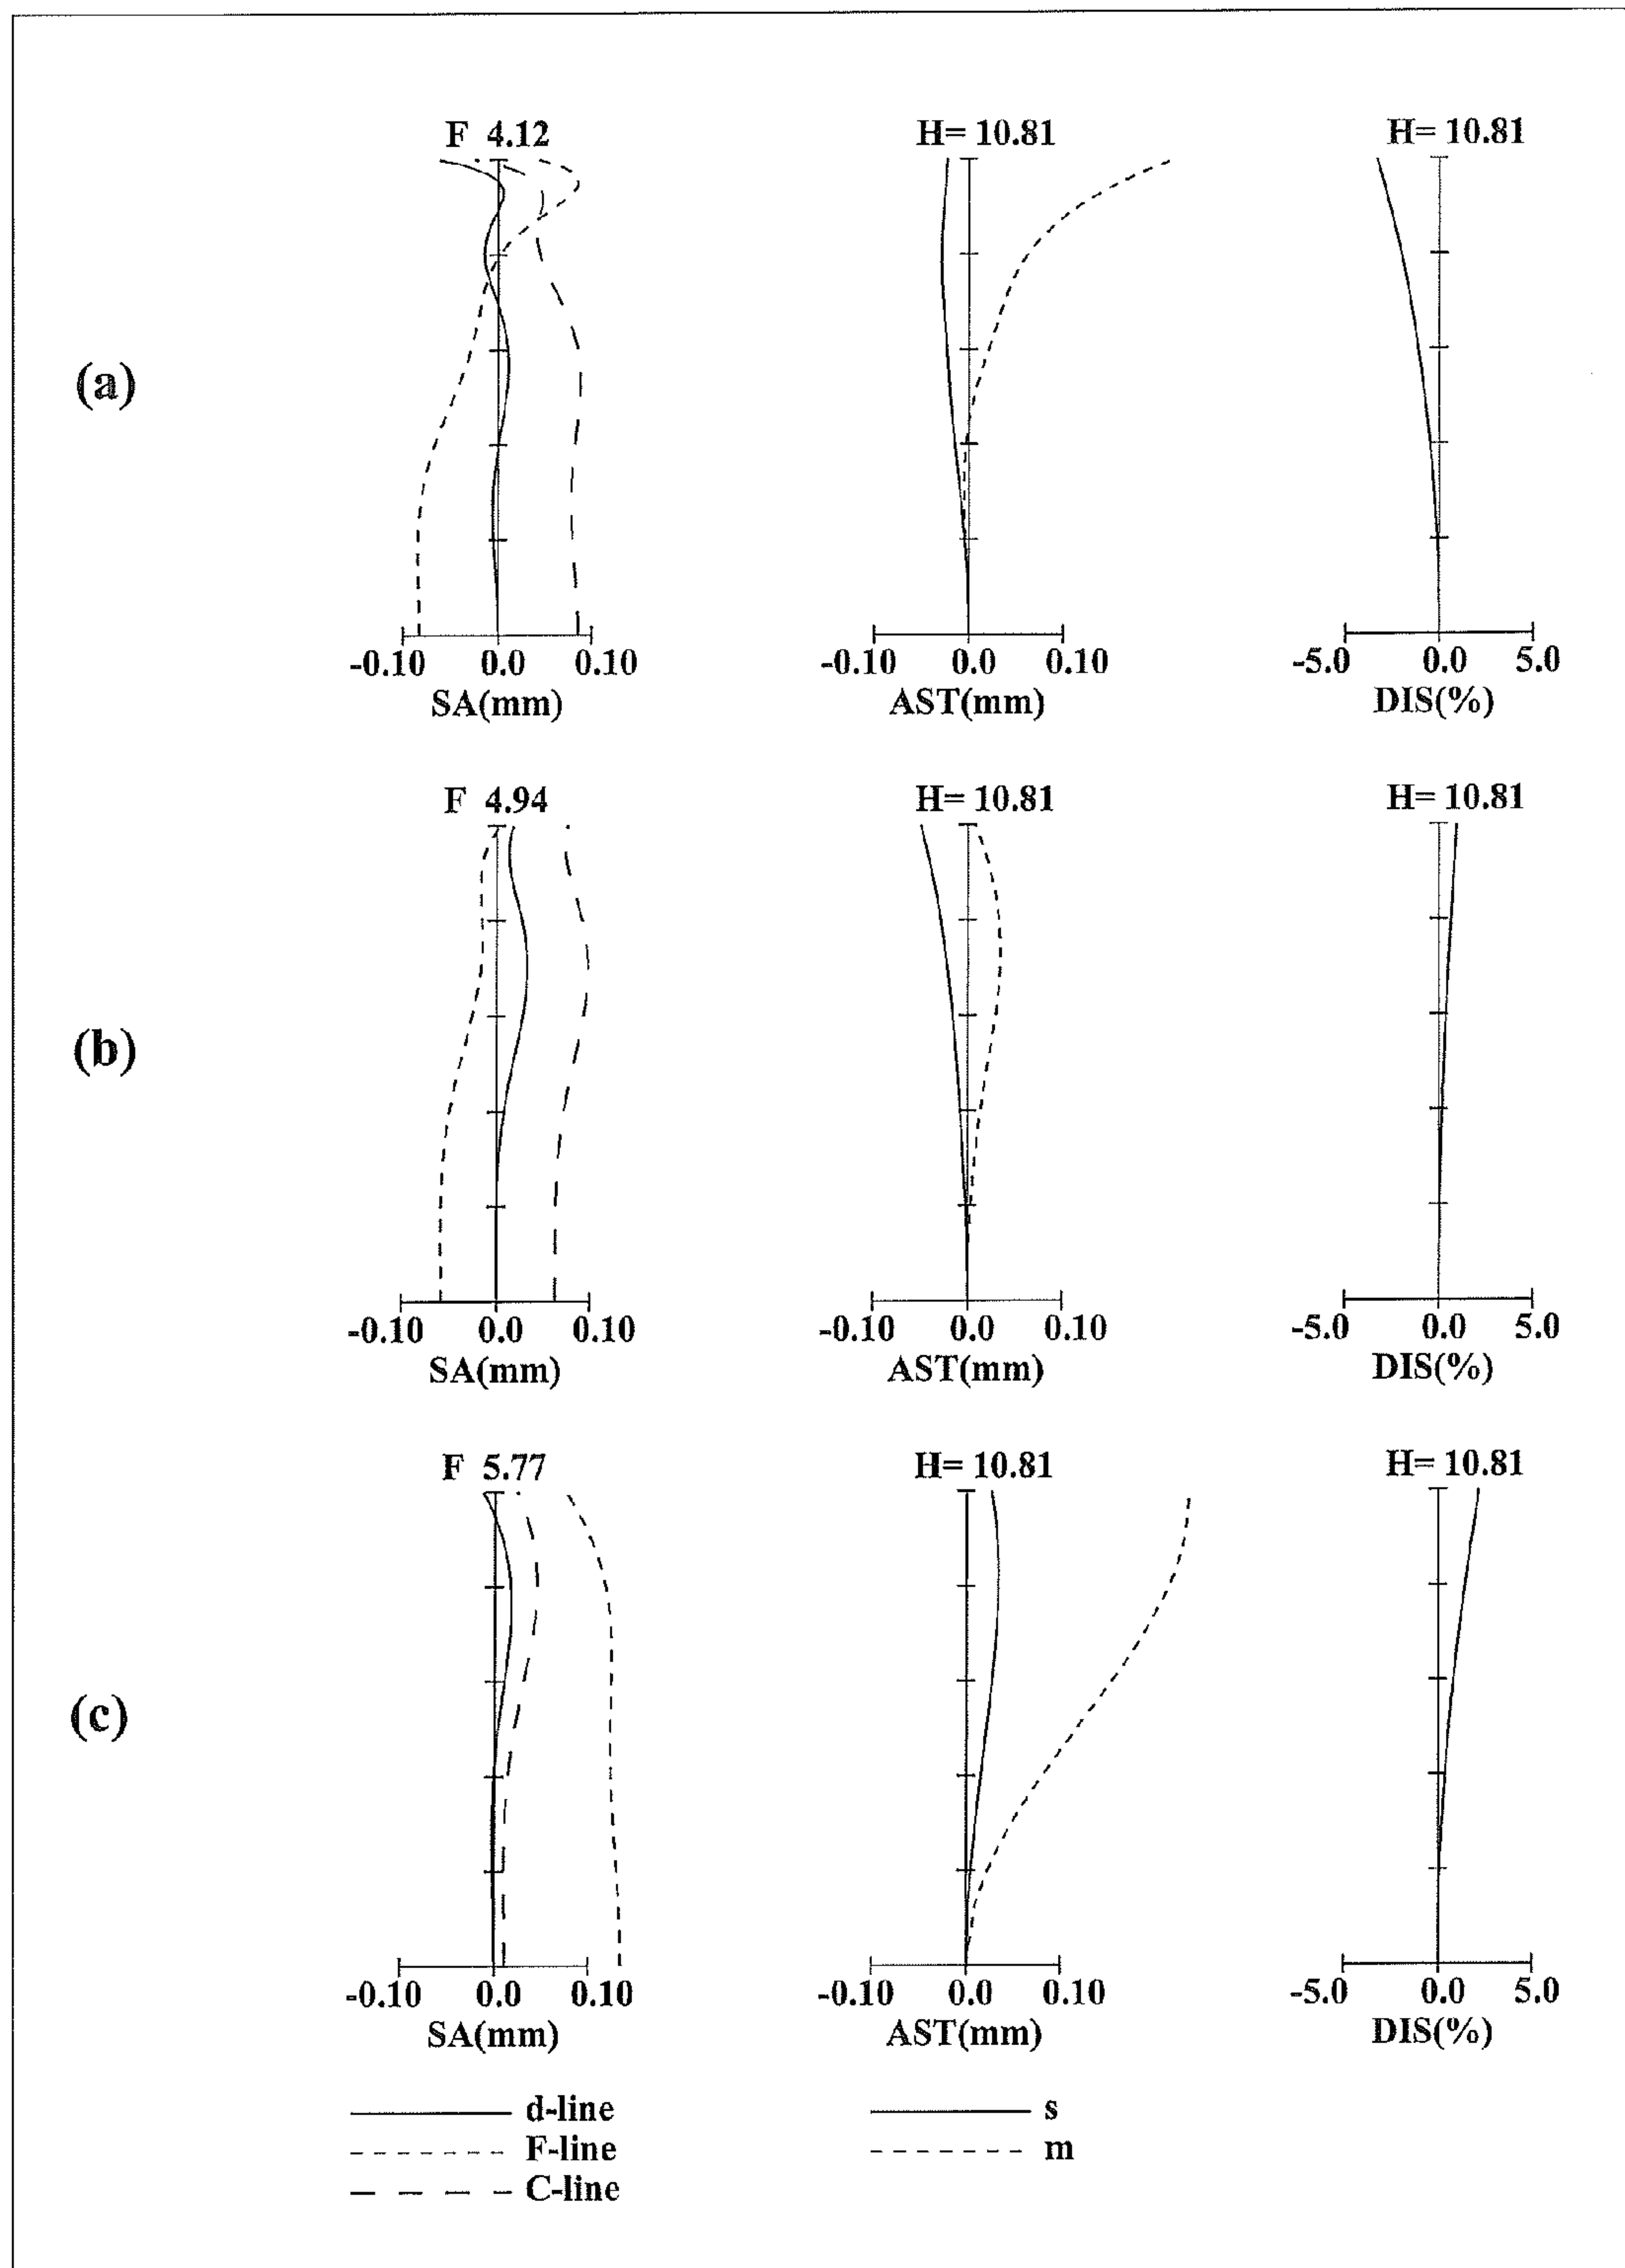 F 4.12 H= 10.81 H= 10.81
(a)
-0.10 0.0 0.10 -0.10 0.0 0.10 -5.0 0.0 5.0
SA(mm) AST(mm) DIS(%)
F 4.94 H= 10.81 H= 10.81
(b)
-0.10 0.0 0.10 -0.10 0.0 0.10 -5.0 0.0 5.0
SA(mm) AST(mm) DIS(%)
F 5.77 H= 10.81 H= 10.81
(c)
-0.10 0.0 0.10 -0.10 0.0 0.10 -5.0 0.0 5.0
SA(mm) AST(mm) DIS(%)
d-line s
F-line m
C-line